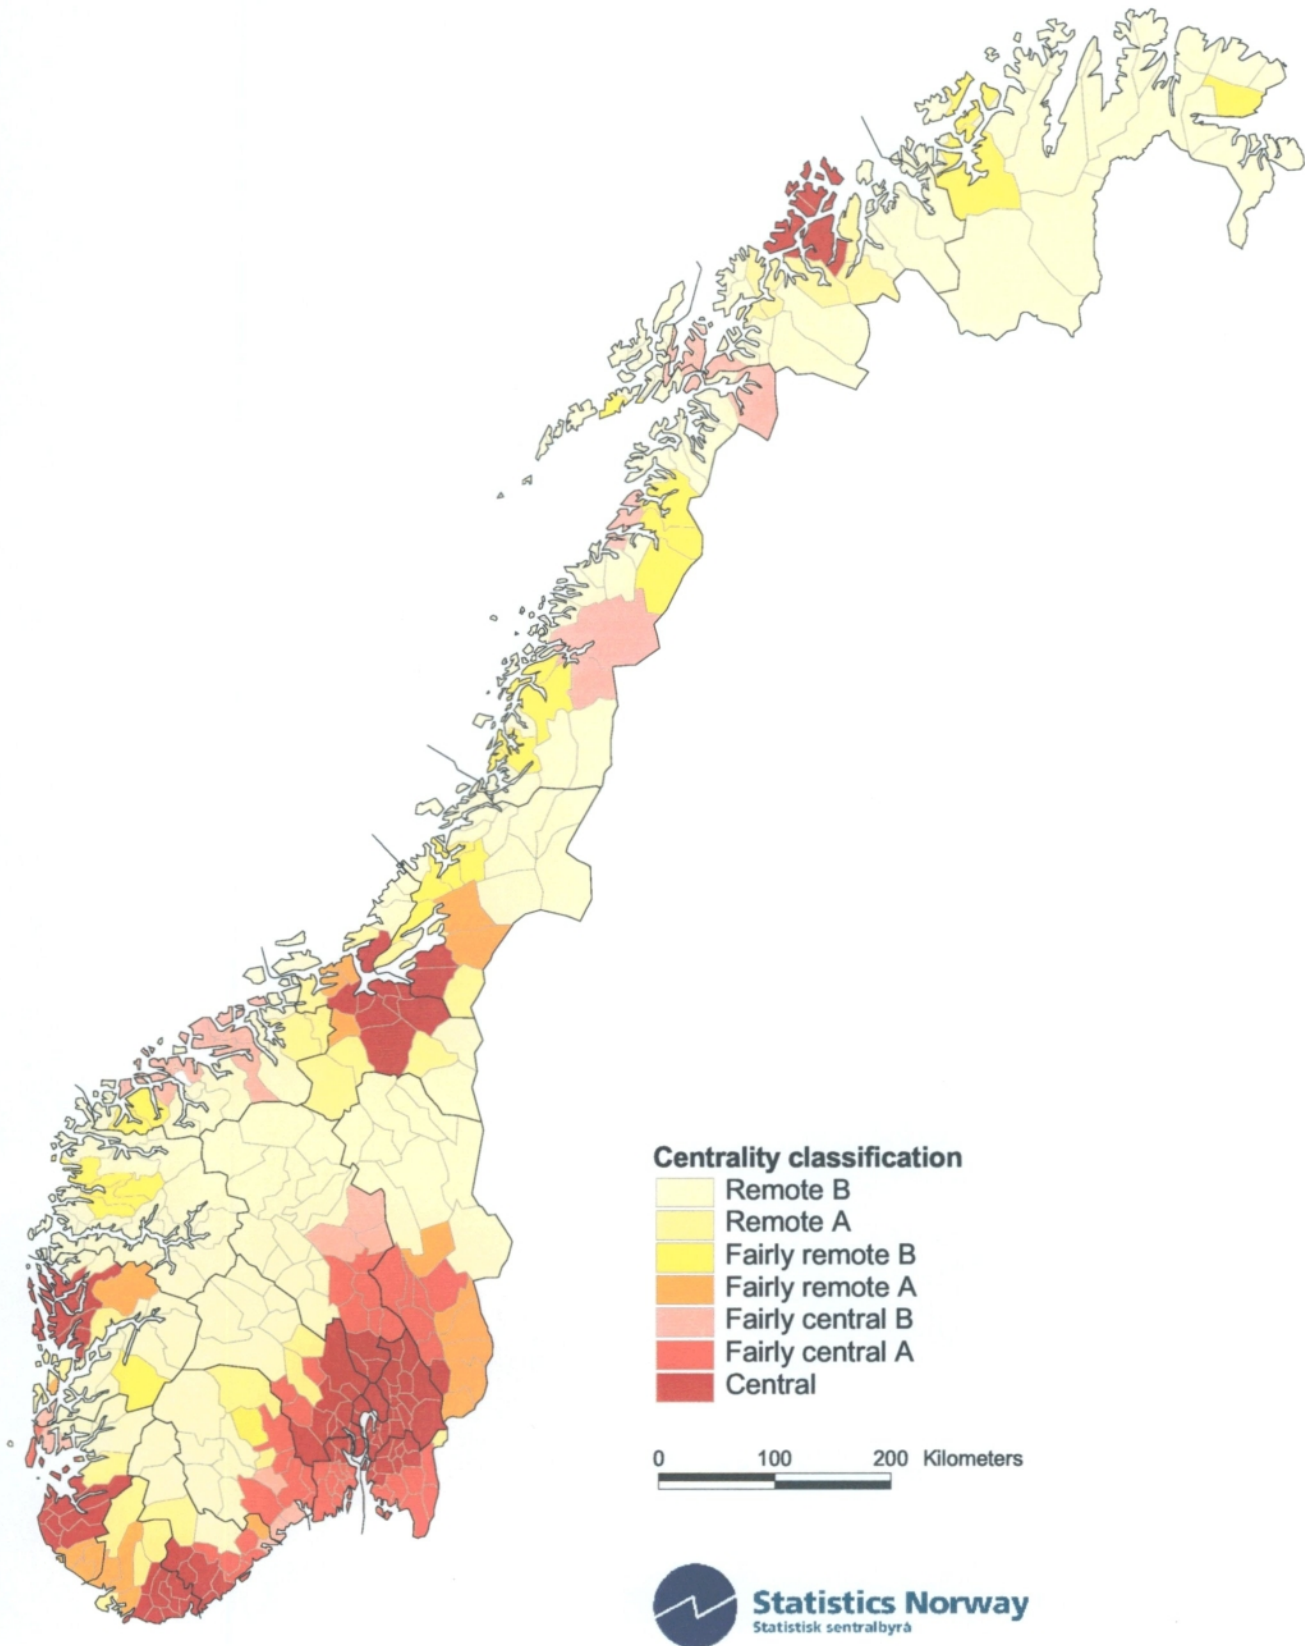 Centrality classification
Remote B
Remote A
Fairly remote B
Fairly remote A
Fairly central B
Fairly central A
Central
0 100 200 Kilometers
Statistics Norway
Statistisk sentralbyrå